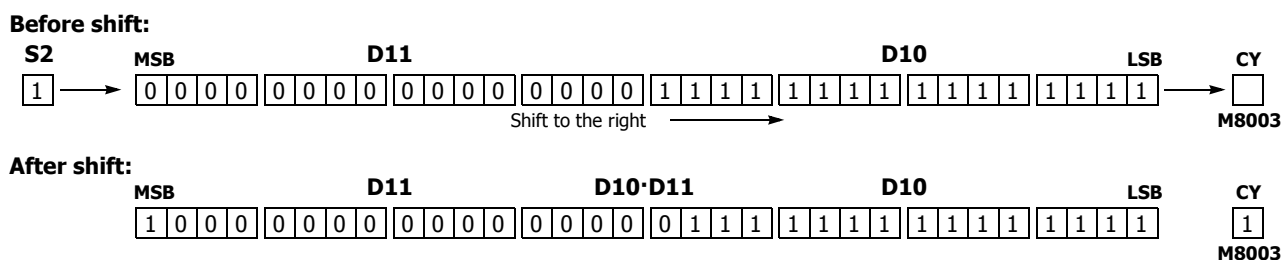 Before shift:
S2 MSB D11 D10 LSB CY
1 0 0 0 0 0 0 0 0 0 0 0 0 0 0 0 0 1 1 1 1 1 1 1 1 1 1 1 1 1 1 1 1
Shift to the right M8003
After shift:
MSB D11 D10·D11 D10 LSB CY
1 0 0 0 0 0 0 0 0 0 0 0 0 0 0 0 0 1 1 1 1 1 1 1 1 1 1 1 1 1 1 1 1
M8003